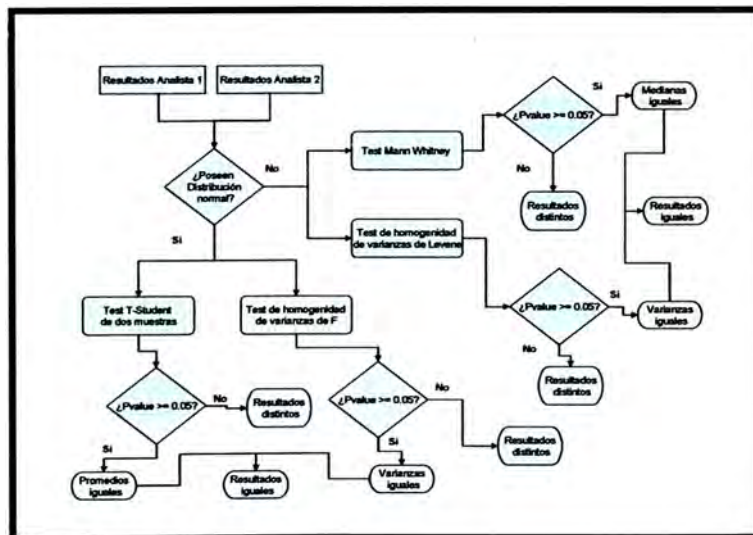 Resultados Analista 1
Resultados Analista 2
¿Poseen
Distribución
normal?
No
Si
Test Mann Whitney
¿Pvalue >= 0.05?
Si
Medianas
iguales
No
Resultados
distintos
Resultados
iguales
Test de homogenidad
de varianzas de Levene
¿Pvalue >= 0.05?
Si
Varianzas
iguales
No
Resultados
distintos
Test T-Student
de dos muestras
Test de homogenidad
de varianzas de F
¿Pvalue >= 0.05?
No
Resultados
distintos
Si
¿Pvalue >= 0.05?
No
Resultados
distintos
Si
Promedios
iguales
Resultados
iguales
Varianzas
iguales